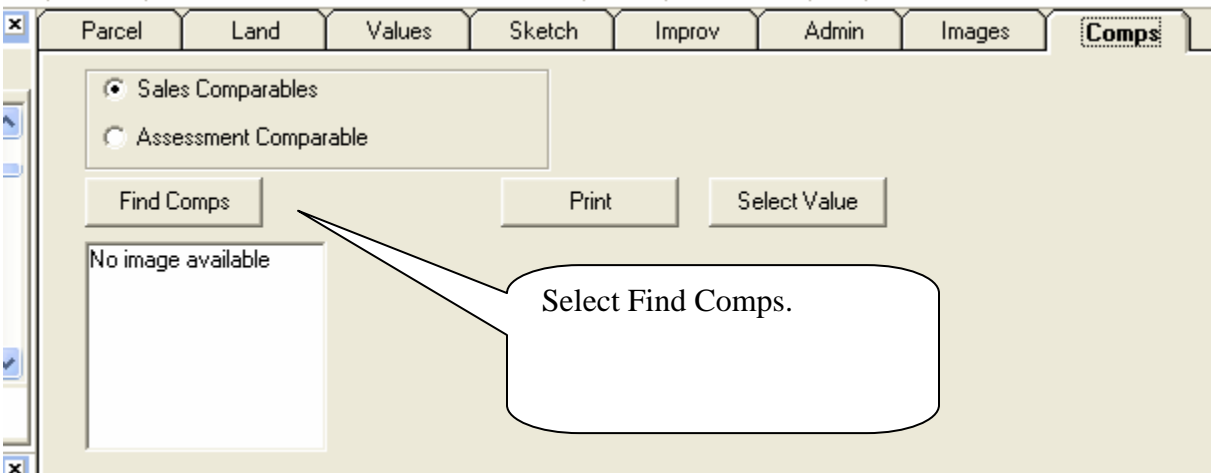 Parcel Land Values Sketch Improv Admin Images Comps
Sales Comparables
Assessment Comparable
Find Comps Print Select Value
No image available
Select Find Comps.